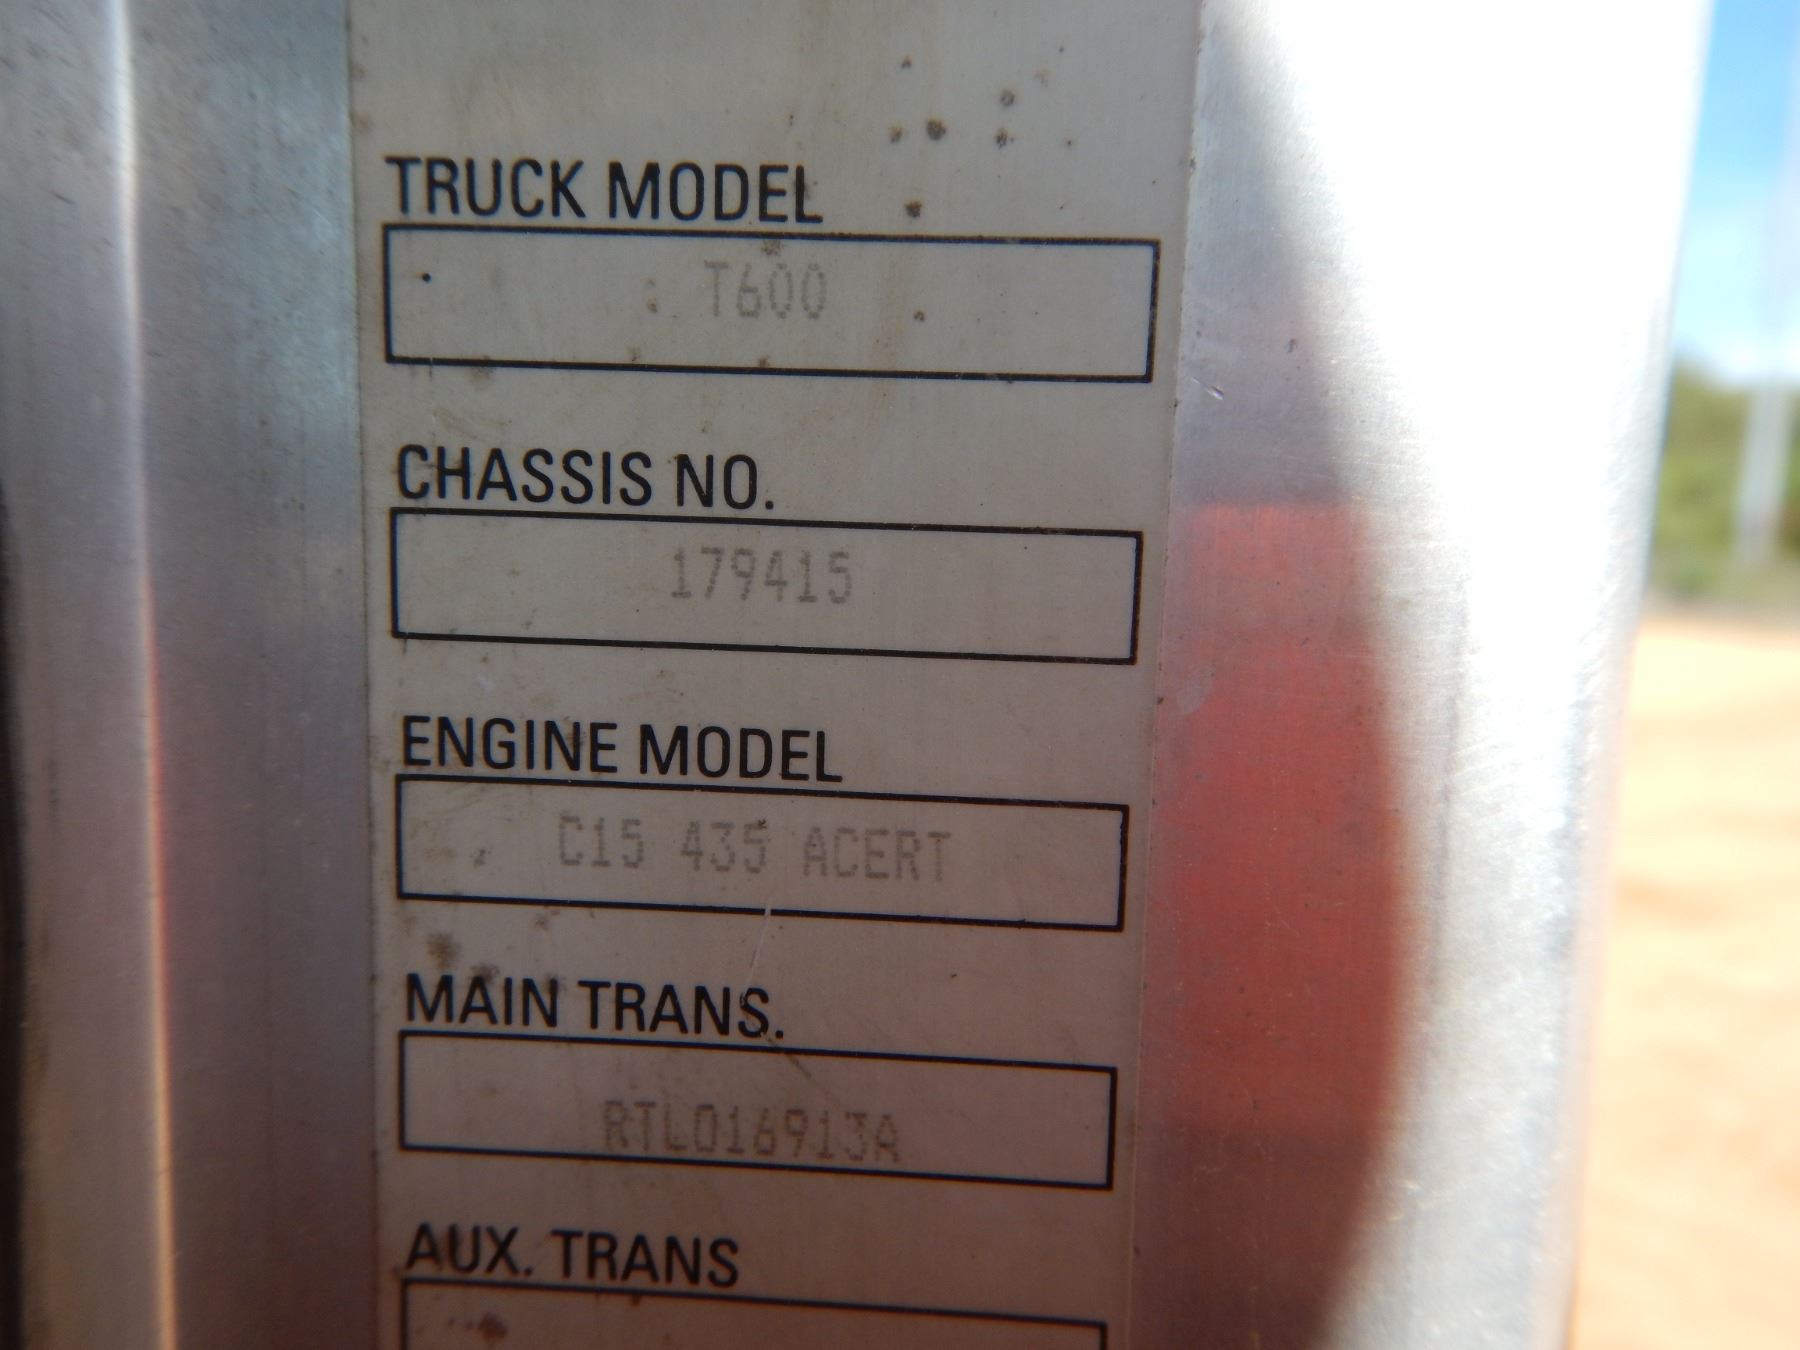 TRUCK MODEL
T600
CHASSIS NO.
179415
ENGINE MODEL
C15 435 ACERT
MAIN TRANS.
RTLO16913A
AUX. TRANS